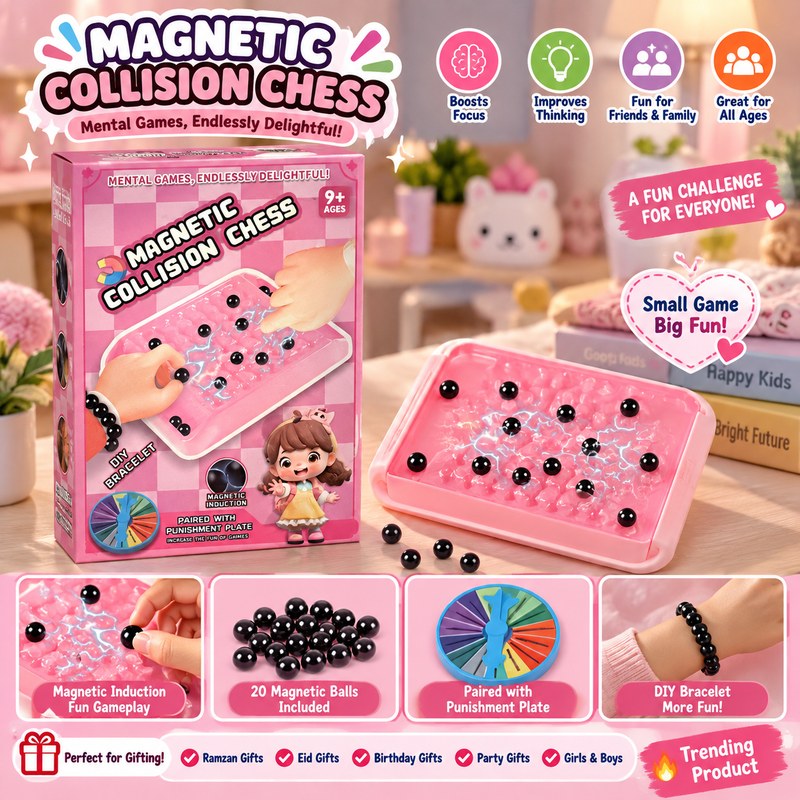 MAGNETIC
COLLISION CHESS
Mental Games, Endlessly Delightful!
Boosts
Focus
Improves
Thinking
Fun for
Friends & Family
Great for
All Ages
A FUN CHALLENGE
FOR EVERYONE!
Small Game
Big Fun!
MENTAL GAMES, ENDLESSLY DELIGHTFUL!
9+
AGES
MAGNETIC
COLLISION CHESS
DIY
BRACELET
MAGNETIC
INDUCTION
PAIRED WITH
PUNISHMENT PLATE
INCREASE THE FUN OF GAMES
Happy Kids
Bright Future
Magnetic Induction
Fun Gameplay
20 Magnetic Balls
Included
Paired with
Punishment Plate
DIY Bracelet
More Fun!
Perfect for Gifting!
Ramzan Gifts
Eid Gifts
Birthday Gifts
Party Gifts
Girls & Boys
Trending
Product